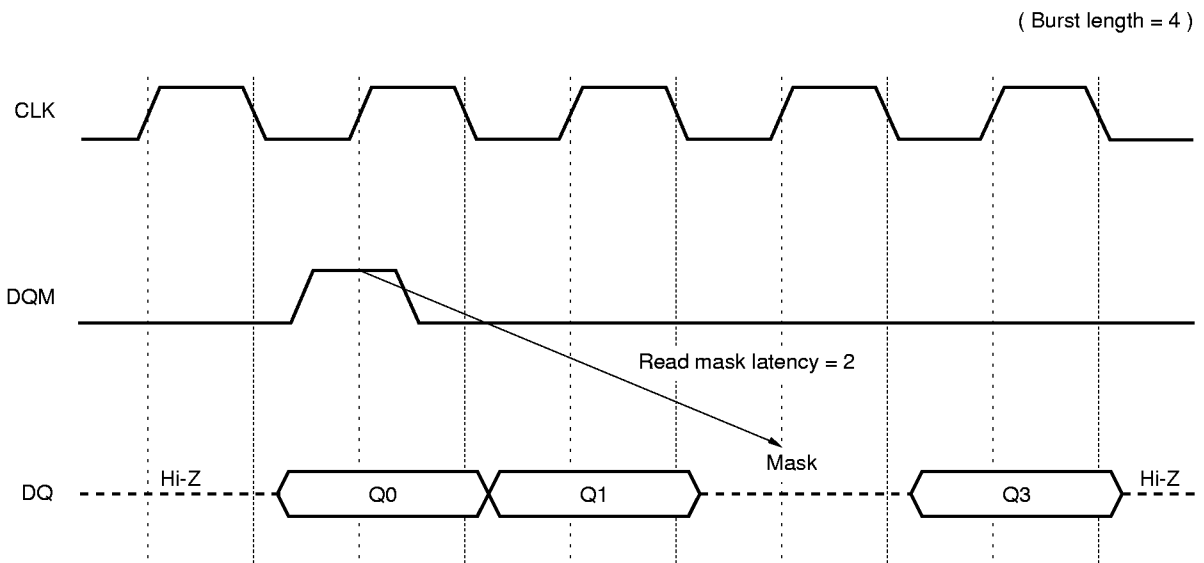 ( Burst length = 4 )
CLK
DQM
Read mask latency = 2
Mask
DQ
Hi-Z
Q0
Q1
Q3
Hi-Z